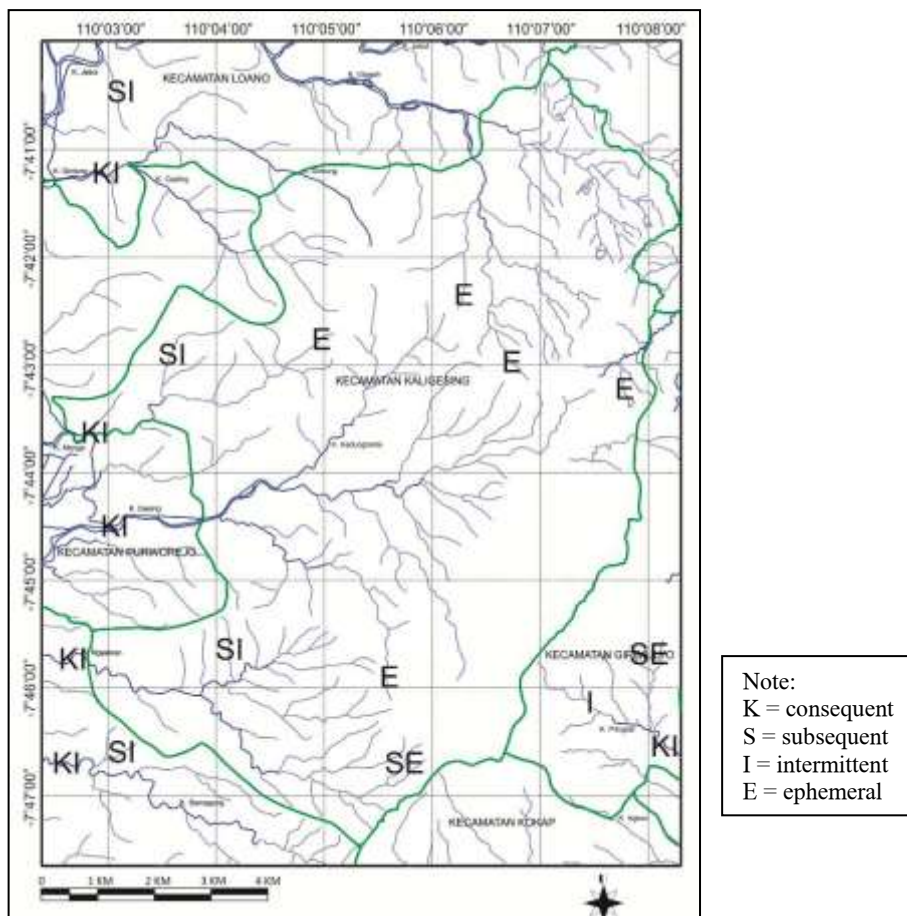 110°03'00" 110°04'00" 110°05'00" 110°06'00" 110°07'00" 110°08'00"
KECAMATAN LOANO
SI
-7°41'00"
KI
-7°42'00"
E
E
SI
-7°43'00"
E
KECAMATAN KALIGESING
E
KI
-7°44'00"
KI
KECAMATAN PURWOREJO
-7°45'00"
SI
KECAMATAN
SE
KI
-7°46'00"
E
I
KI
SI
KI
SE
-7°47'00"
KECAMATAN KOKAP
0 1 KM 2 KM 3 KM 4 KM
Note:
K = consequent
S = subsequent
I = intermittent
E = ephemeral